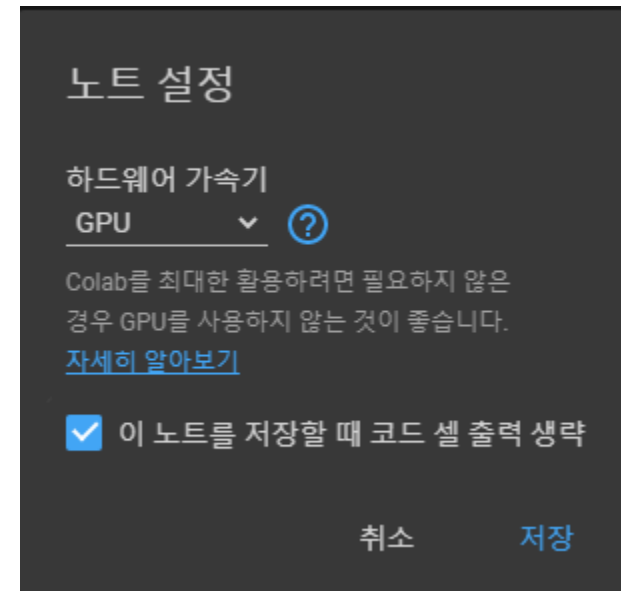 노트 설정
하드웨어 가속기
GPU
Colab를 최대한 활용하려면 필요하지 않은
경우 GPU를 사용하지 않는 것이 좋습니다.
자세히 알아보기
이 노트를 저장할 때 코드 셀 출력 생략
취소 저장